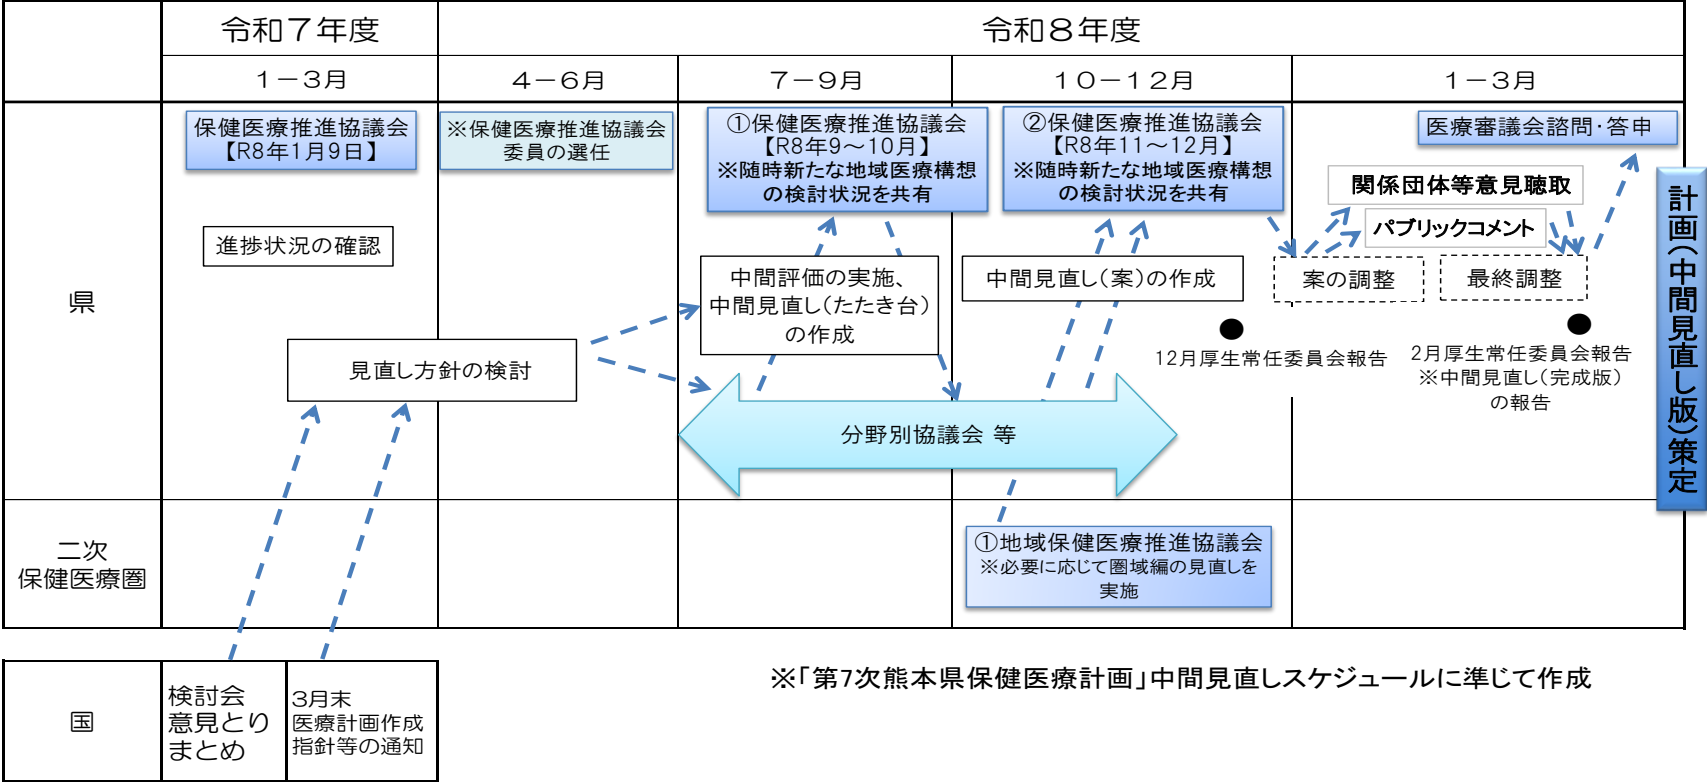 令和７年度
令和８年度
１－３月
４－６月
７－９月
１０－１２月
１－３月
県
保健医療推進協議会
【R8年1月9日】
進捗状況の確認
見直し方針の検討
※保健医療推進協議会
委員の選任
①保健医療推進協議会
【R8年9～10月】
※随時新たな地域医療構想
の検討状況を共有
中間評価の実施、
中間見直し（たたき台）
の作成
分野別協議会 等
②保健医療推進協議会
【R8年11～12月】
※随時新たな地域医療構想
の検討状況を共有
中間見直し（案）の作成
12月厚生常任委員会報告
医療審議会諮問・答申
関係団体等意見聴取
パブリックコメント
案の調整
最終調整
2月厚生常任委員会報告
※中間見直し（完成版）
の報告
計画（中間見直し版）策定
二次
保健医療圏
①地域保健医療推進協議会
※必要に応じて圏域編の見直しを
実施
国
検討会
意見とり
まとめ
3月末
医療計画作成
指針等の通知
※「第7次熊本県保健医療計画」中間見直しスケジュールに準じて作成